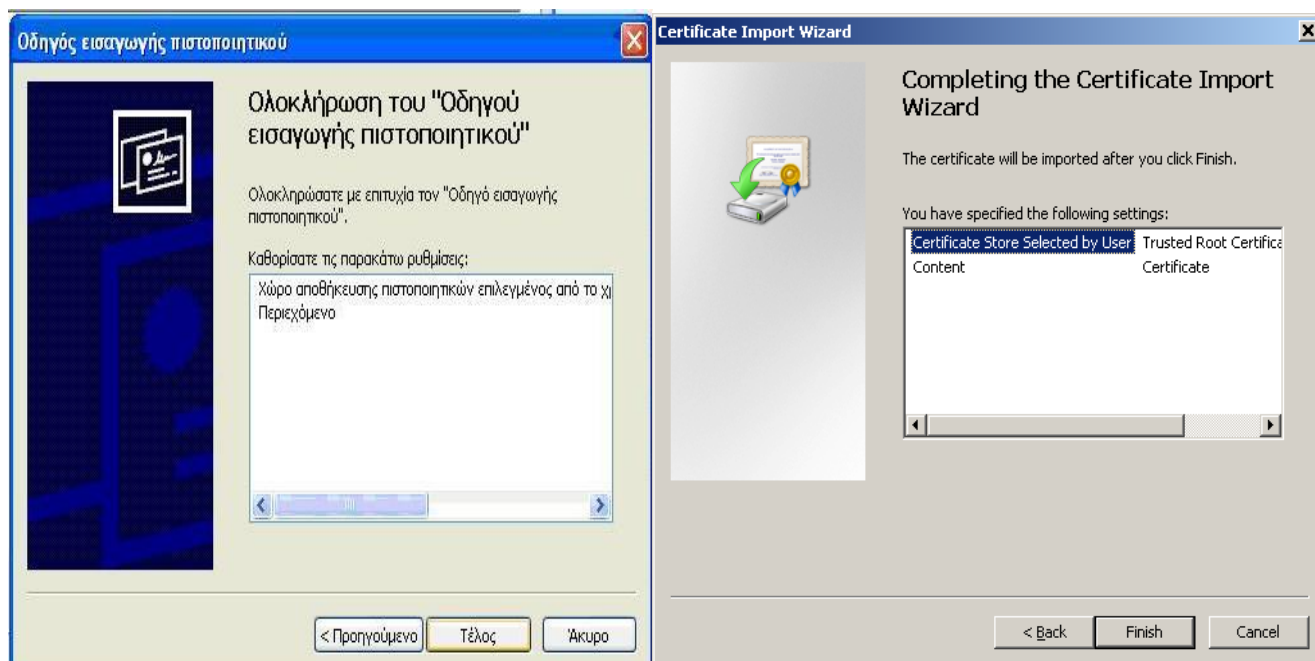 Οδηγός εισαγωγής πιστοποιητικού
Ολοκλήρωση του "Οδηγού
εισαγωγής πιστοποιητικού"
Ολοκληρώσατε με επιτυχία τον "Οδηγό εισαγωγής
πιστοποιητικού".
Καθορίσατε τις παρακάτω ρυθμίσεις:
Χώρο αποθήκευσης πιστοποιητικών επιλεγμένος από το
Περιεχόμενο
< Προηγούμενο
Τέλος
Άκυρο
Certificate Import Wizard
Completing the Certificate Import
Wizard
The certificate will be imported after you click Finish.
You have specified the following settings:
Certificate Store Selected by User Trusted Root Certifica
Content Certificate
< Back
Finish
Cancel